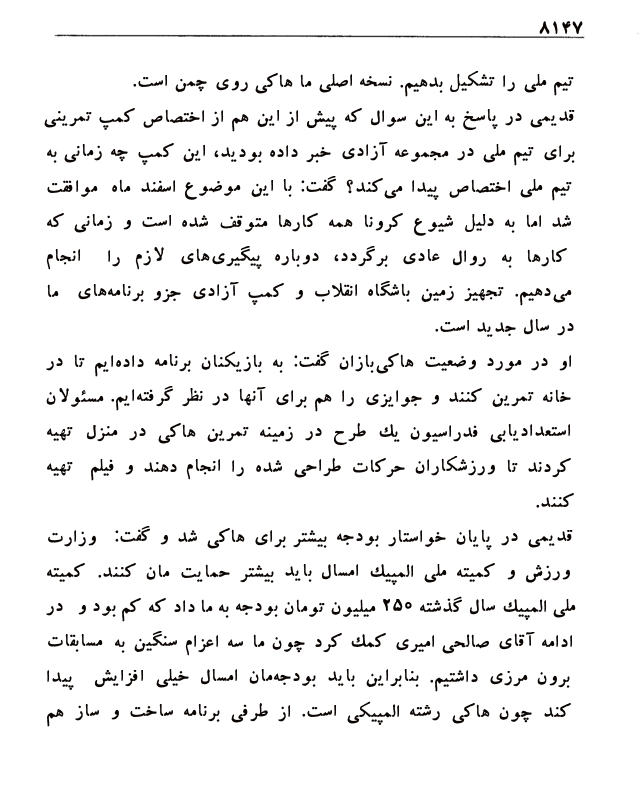 ۸۱۴۷
تیم ملی را تشکیل بدهیم. نسخه اصلی ما هاکی روی چمن است.
قدیمی در پاسخ به این سوال که پیش از این هم از اختصاص کمپ تمرینی
برای تیم ملی در مجموعه آزادی خبر داده بودید، این کمپ چه زمانی به
تیم ملی اختصاص پیدا می‌کند؟ گفت: با این موضوع اسفند ماه موافقت
شد اما به دلیل شیوع کرونا همه کارها متوقف شده است و زمانی که
کارها به روال عادی برگردد، دوباره پیگیری‌های لازم را انجام
می‌دهیم. تجهیز زمین باشگاه انقلاب و کمپ آزادی جزو برنامه‌های ما
در سال جدید است.
او در مورد وضعیت هاکی‌بازان گفت: به بازیکنان برنامه داده‌ایم تا در
خانه تمرین کنند و جوایزی را هم برای آنها در نظر گرفته‌ایم. مسئولان
استعدادیابی فدراسیون یك طرح در زمینه تمرین هاکی در منزل تهیه
کردند تا ورزشکاران حرکات طراحی شده را انجام دهند و فیلم تهیه
کنند.
قدیمی در پایان خواستار بودجه بیشتر برای هاکی شد و گفت: وزارت
ورزش و کمیته ملی المپیك امسال باید بیشتر حمایت مان کنند. کمیته
ملی المپیك سال گذشته ۲۵۰ میلیون تومان بودجه به ما داد که کم بود و در
ادامه آقای صالحی امیری کمك کرد چون ما سه اعزام سنگین به مسابقات
برون مرزی داشتیم. بنابراین باید بودجه‌مان امسال خیلی افزایش پیدا
کند چون هاکی رشته المپیکی است. از طرفی برنامه ساخت و ساز هم